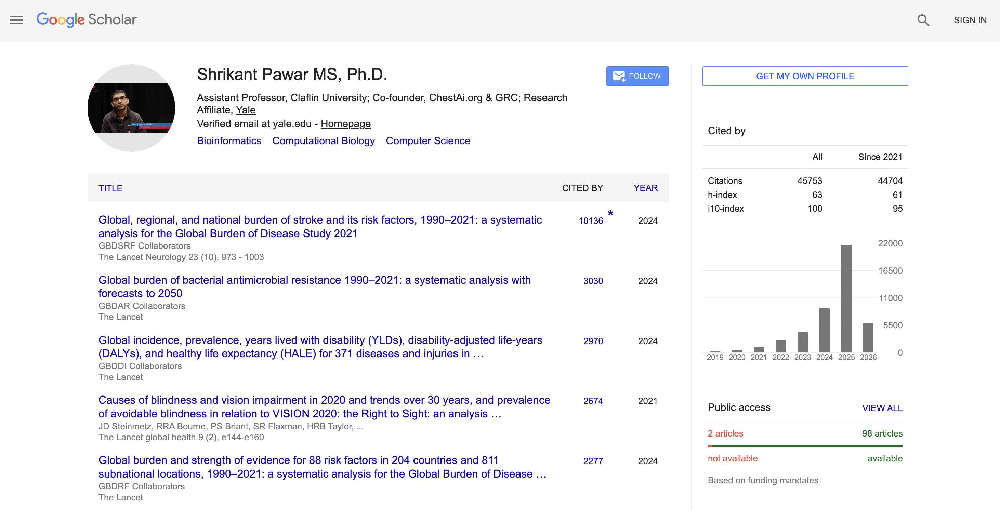 Google Scholar
SIGN IN
Shrikant Pawar MS, Ph.D.
FOLLOW
Assistant Professor, Claflin University; Co-founder, ChestAi.org & GRC; Research
Affiliate, Yale
Verified email at yale.edu - Homepage
Bioinformatics Computational Biology Computer Science
Shrikant Pawar
TITLE CITED BY YEAR
Global, regional, and national burden of stroke and its risk factors, 1990–2021: a systematic 10136 * 2024
analysis for the Global Burden of Disease Study 2021
GBDSRF Collaborators
The Lancet Neurology 23 (10), 973 - 1003
Global burden of bacterial antimicrobial resistance 1990–2021: a systematic analysis with 3030 2024
forecasts to 2050
GBDAR Collaborators
The Lancet
Global incidence, prevalence, years lived with disability (YLDs), disability-adjusted life-years 2970 2024
(DALYs), and healthy life expectancy (HALE) for 371 diseases and injuries in …
GBDDI Collaborators
The Lancet
Causes of blindness and vision impairment in 2020 and trends over 30 years, and prevalence 2674 2021
of avoidable blindness in relation to VISION 2020: the Right to Sight: an analysis …
JD Steinmetz, RRA Bourne, PS Briant, SR Flaxman, HRB Taylor, ...
The Lancet global health 9 (2), e144-e160
Global burden and strength of evidence for 88 risk factors in 204 countries and 811 2277 2024
subnational locations, 1990–2021: a systematic analysis for the Global Burden of Disease …
GBDRF Collaborators
The Lancet
GET MY OWN PROFILE
Cited by
All Since 2021
Citations 45753 44704
h-index 63 61
i10-index 100 95
22000
16500
11000
5500
0
2019 2020 2021 2022 2023 2024 2025 2026
Public access VIEW ALL
2 articles 98 articles
not available available
Based on funding mandates